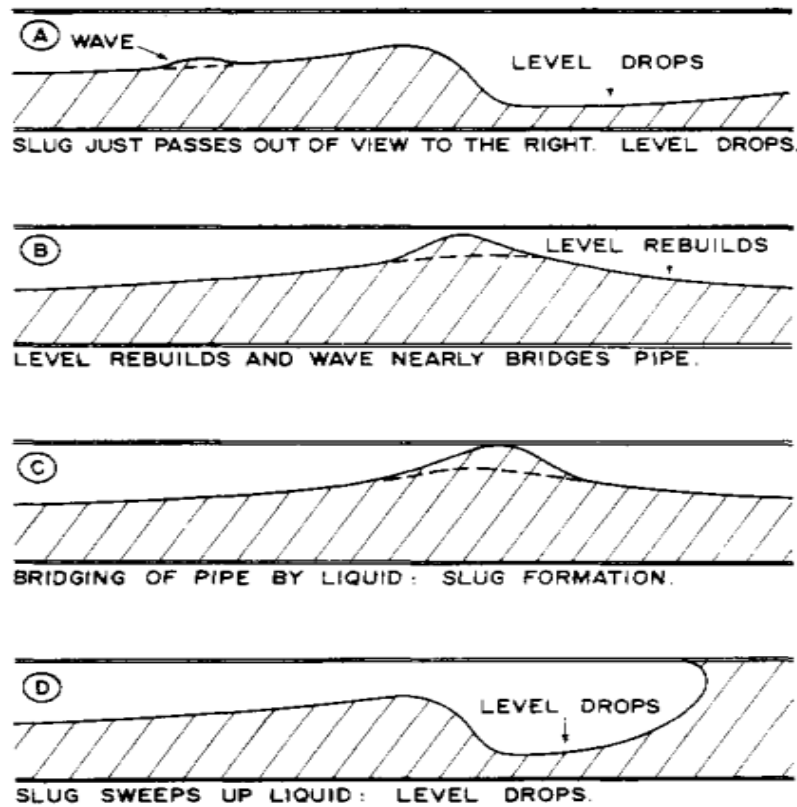 A
WAVE
LEVEL DROPS
SLUG JUST PASSES OUT OF VIEW TO THE RIGHT. LEVEL DROPS.
B
LEVEL REBUILDS
LEVEL REBUILDS AND WAVE NEARLY BRIDGES PIPE.
C
BRIDGING OF PIPE BY LIQUID: SLUG FORMATION.
D
LEVEL DROPS
SLUG SWEEPS UP LIQUID: LEVEL DROPS.